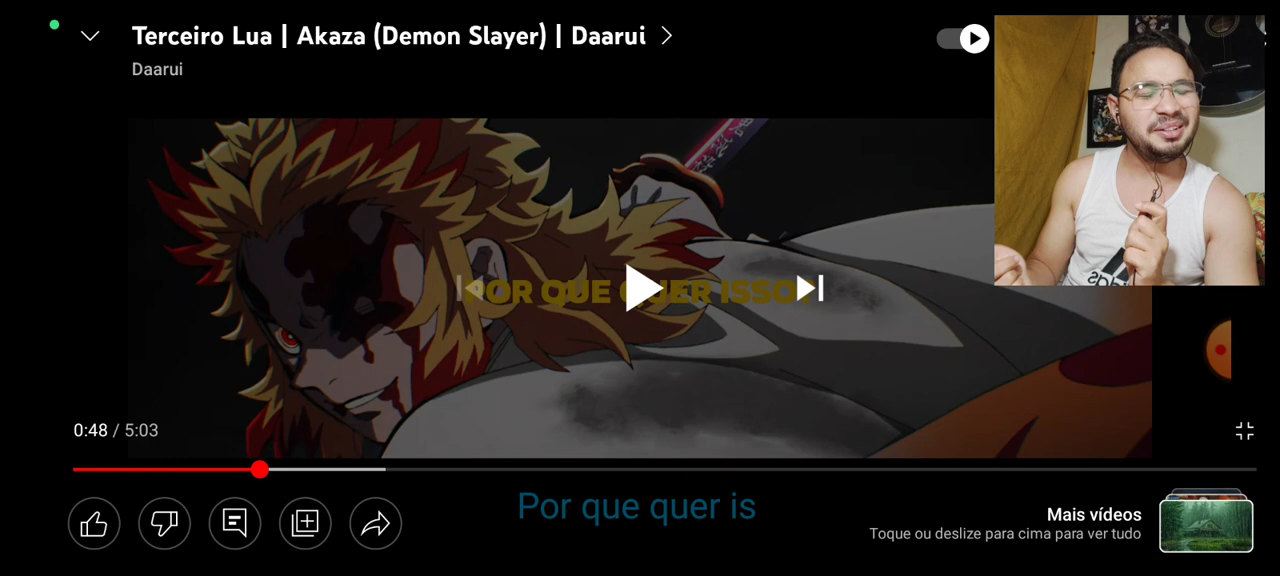 Terceiro Lua | Akaza (Demon Slayer) | Daarui
Daarui
POR QUE QUER ISSO?
0:48 / 5:03
Por que quer is
Mais vídeos
Toque ou deslize para cima para ver tudo